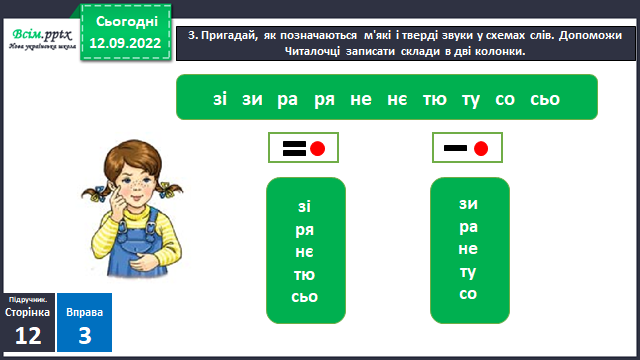 Всім.pptx
Нова українська школа
Сьогодні
12.09.2022
3. Пригадай, як позначаються м'які і тверді звуки у схемах слів. Допоможи
Читалочці записати склади в дві колонки.
зі зи ра ря не нє тю ту со сьо
зі
ря
нє
тю
сьо
зи
ра
не
ту
со
Підручник.
Сторінка
12
Вправа
3